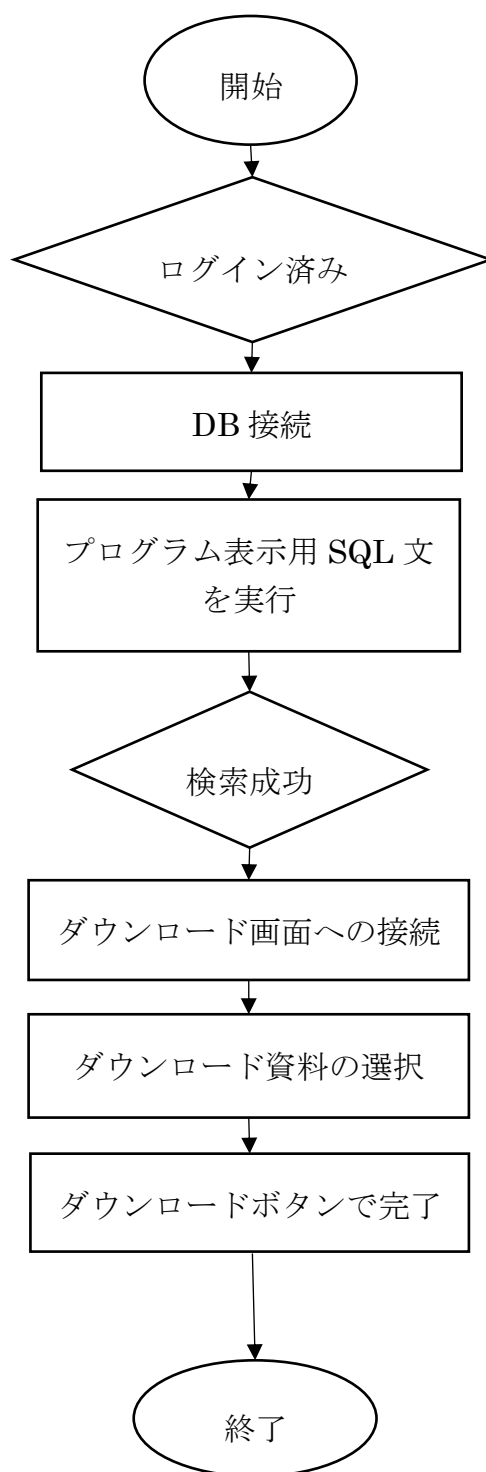 開始
ログイン済み
DB 接続
プログラム表示用 SQL 文
を実行
検索成功
ダウンロード画面への接続
ダウンロード資料の選択
ダウンロードボタンで完了
終了